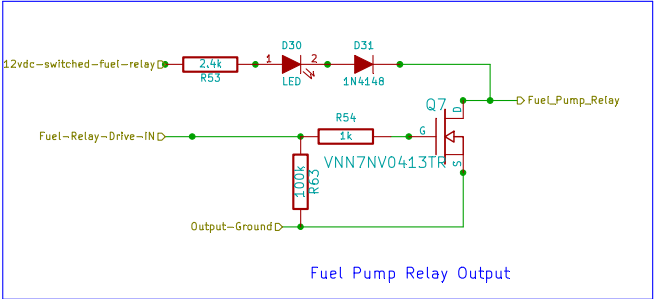 D30
D31
12vdc-switched-fuel-relay
2.4k
1
2
R53
LED
1N4148
Q7
D
Fuel_Pump_Relay
R54
Fuel-Relay-Drive-IN
1k
G
VNN7NV0413TR
S
100k
R63
Output-Ground
Fuel Pump Relay Output